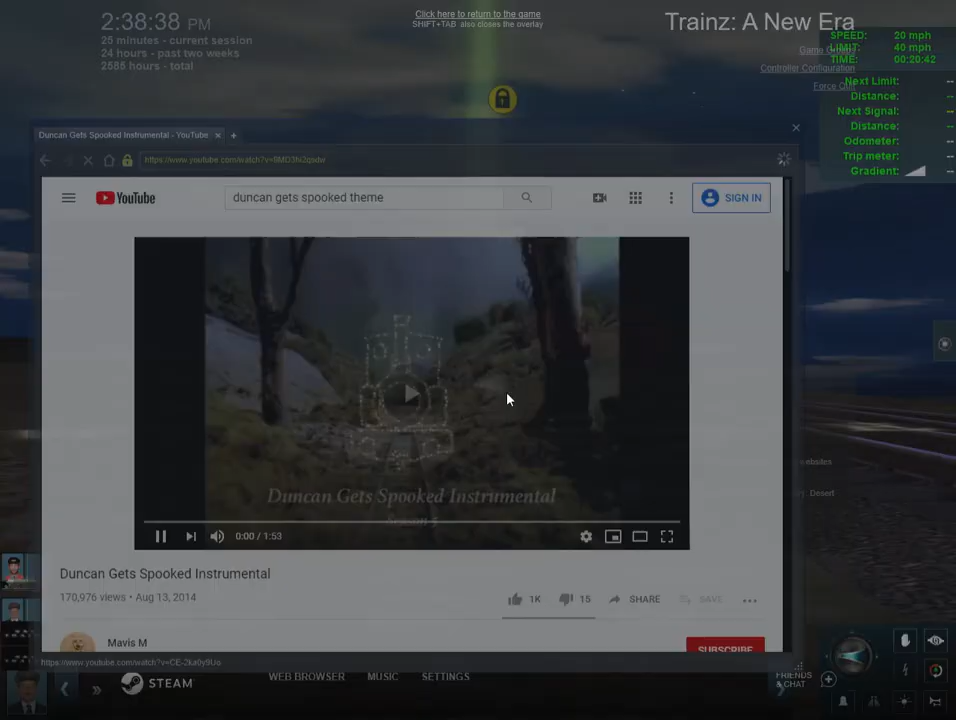 2:38:38 PM
25 minutes - current session
24 hours - past two weeks
2585 hours - total
Click here to return to the game
SHIFT+TAB also closes the overlay
Trainz: A New Era
Controller Configuration
SPEED: 20 mph
LIMIT: 40 mph
TIME: 00:20:42
Next Limit: --
Distance: --
Next Signal: --
Distance: --
Odometer: --
Trip meter: --
Gradient: --
Duncan Gets Spooked Instrumental - YouTube
YouTube
duncan gets spooked theme
SIGN IN
Duncan Gets Spooked Instrumental
Season 5
0:00 / 1:53
Duncan Gets Spooked Instrumental
170,976 views • Aug 13, 2014
1K
15
SHARE
SAVE
Mavis M
SUBSCRIBE
websites
Desert
STEAM
WEB BROWSER
MUSIC
SETTINGS
FRIENDS
& CHAT